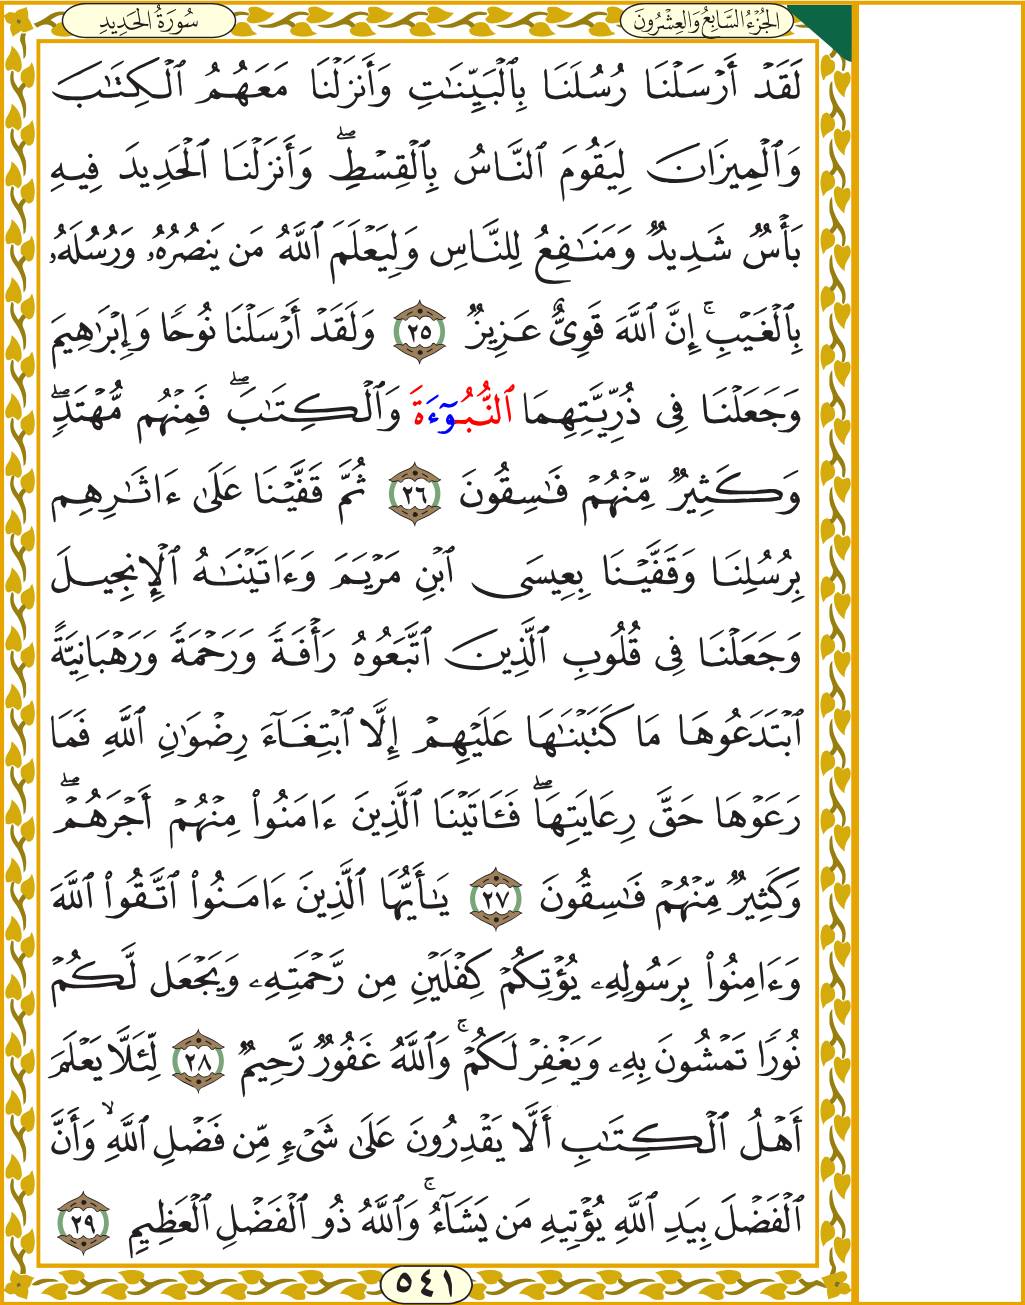 الجُزْءُ السَّابِعُ وَالعِشْرُونَ
سُورَةُ الحَدِيدِ
لَقَدۡ أَرۡسَلۡنَا رُسُلَنَا بِٱلۡبَيِّنَٰتِ وَأَنزَلۡنَا مَعَهُمُ ٱلۡكِتَٰبَ
وَٱلۡمِيزَانَ لِيَقُومَ ٱلنَّاسُ بِٱلۡقِسۡطِۖ وَأَنزَلۡنَا ٱلۡحَدِيدَ فِيهِ
بَأۡسٞ شَدِيدٞ وَمَنَٰفِعُ لِلنَّاسِ وَلِيَعۡلَمَ ٱللَّهُ مَن يَنصُرُهُۥ وَرُسُلَهُۥ
بِٱلۡغَيۡبِۚ إِنَّ ٱللَّهَ قَوِيٌّ عَزِيزٞ ٢٥ وَلَقَدۡ أَرۡسَلۡنَا نُوحٗا وَإِبۡرَٰهِيمَ
وَجَعَلۡنَا فِي ذُرِّيَّتِهِمَا ٱلنُّبُوٓءَةَ وَٱلۡكِتَٰبَۖ فَمِنۡهُم مُّهۡتَدٖۖ
وَكَثِيرٞ مِّنۡهُمۡ فَٰسِقُونَ ٢٦ ثُمَّ قَفَّيۡنَا عَلَىٰ ءَاثَٰرِهِم
بِرُسُلِنَا وَقَفَّيۡنَا بِعِيسَى ٱبۡنِ مَرۡيَمَ وَءَاتَيۡنَٰهُ ٱلۡإِنجِيلَ
وَجَعَلۡنَا فِي قُلُوبِ ٱلَّذِينَ ٱتَّبَعُوهُ رَأۡفَةٗ وَرَحۡمَةٗ وَرَهۡبَانِيَّةً
ٱبۡتَدَعُوهَا مَا كَتَبۡنَٰهَا عَلَيۡهِمۡ إِلَّا ٱبۡتِغَآءَ رِضۡوَٰنِ ٱللَّهِ فَمَا
رَعَوۡهَا حَقَّ رِعَايَتِهَاۖ فَـَٔاتَيۡنَا ٱلَّذِينَ ءَامَنُواْ مِنۡهُمۡ أَجۡرَهُمۡۖ
وَكَثِيرٞ مِّنۡهُمۡ فَٰسِقُونَ ٢٧ يَٰٓأَيُّهَا ٱلَّذِينَ ءَامَنُواْ ٱتَّقُواْ ٱللَّهَ
وَءَامِنُواْ بِرَسُولِهِۦ يُؤۡتِكُمۡ كِفۡلَيۡنِ مِن رَّحۡمَتِهِۦ وَيَجۡعَل لَّكُمۡ
نُورٗا تَمۡشُونَ بِهِۦ وَيَغۡفِرۡ لَكُمۡۚ وَٱللَّهُ غَفُورٞ رَّحِيمٞ ٢٨ لِّئَلَّا يَعۡلَمَ
أَهۡلُ ٱلۡكِتَٰبِ أَلَّا يَقۡدِرُونَ عَلَىٰ شَيۡءٖ مِّن فَضۡلِ ٱللَّهِ ۙ وَأَنَّ
ٱلۡفَضۡلَ بِيَدِ ٱللَّهِ يُؤۡتِيهِ مَن يَشَآءُۚ وَٱللَّهُ ذُو ٱلۡفَضۡلِ ٱلۡعَظِيمِ ٢٩
٥٤١